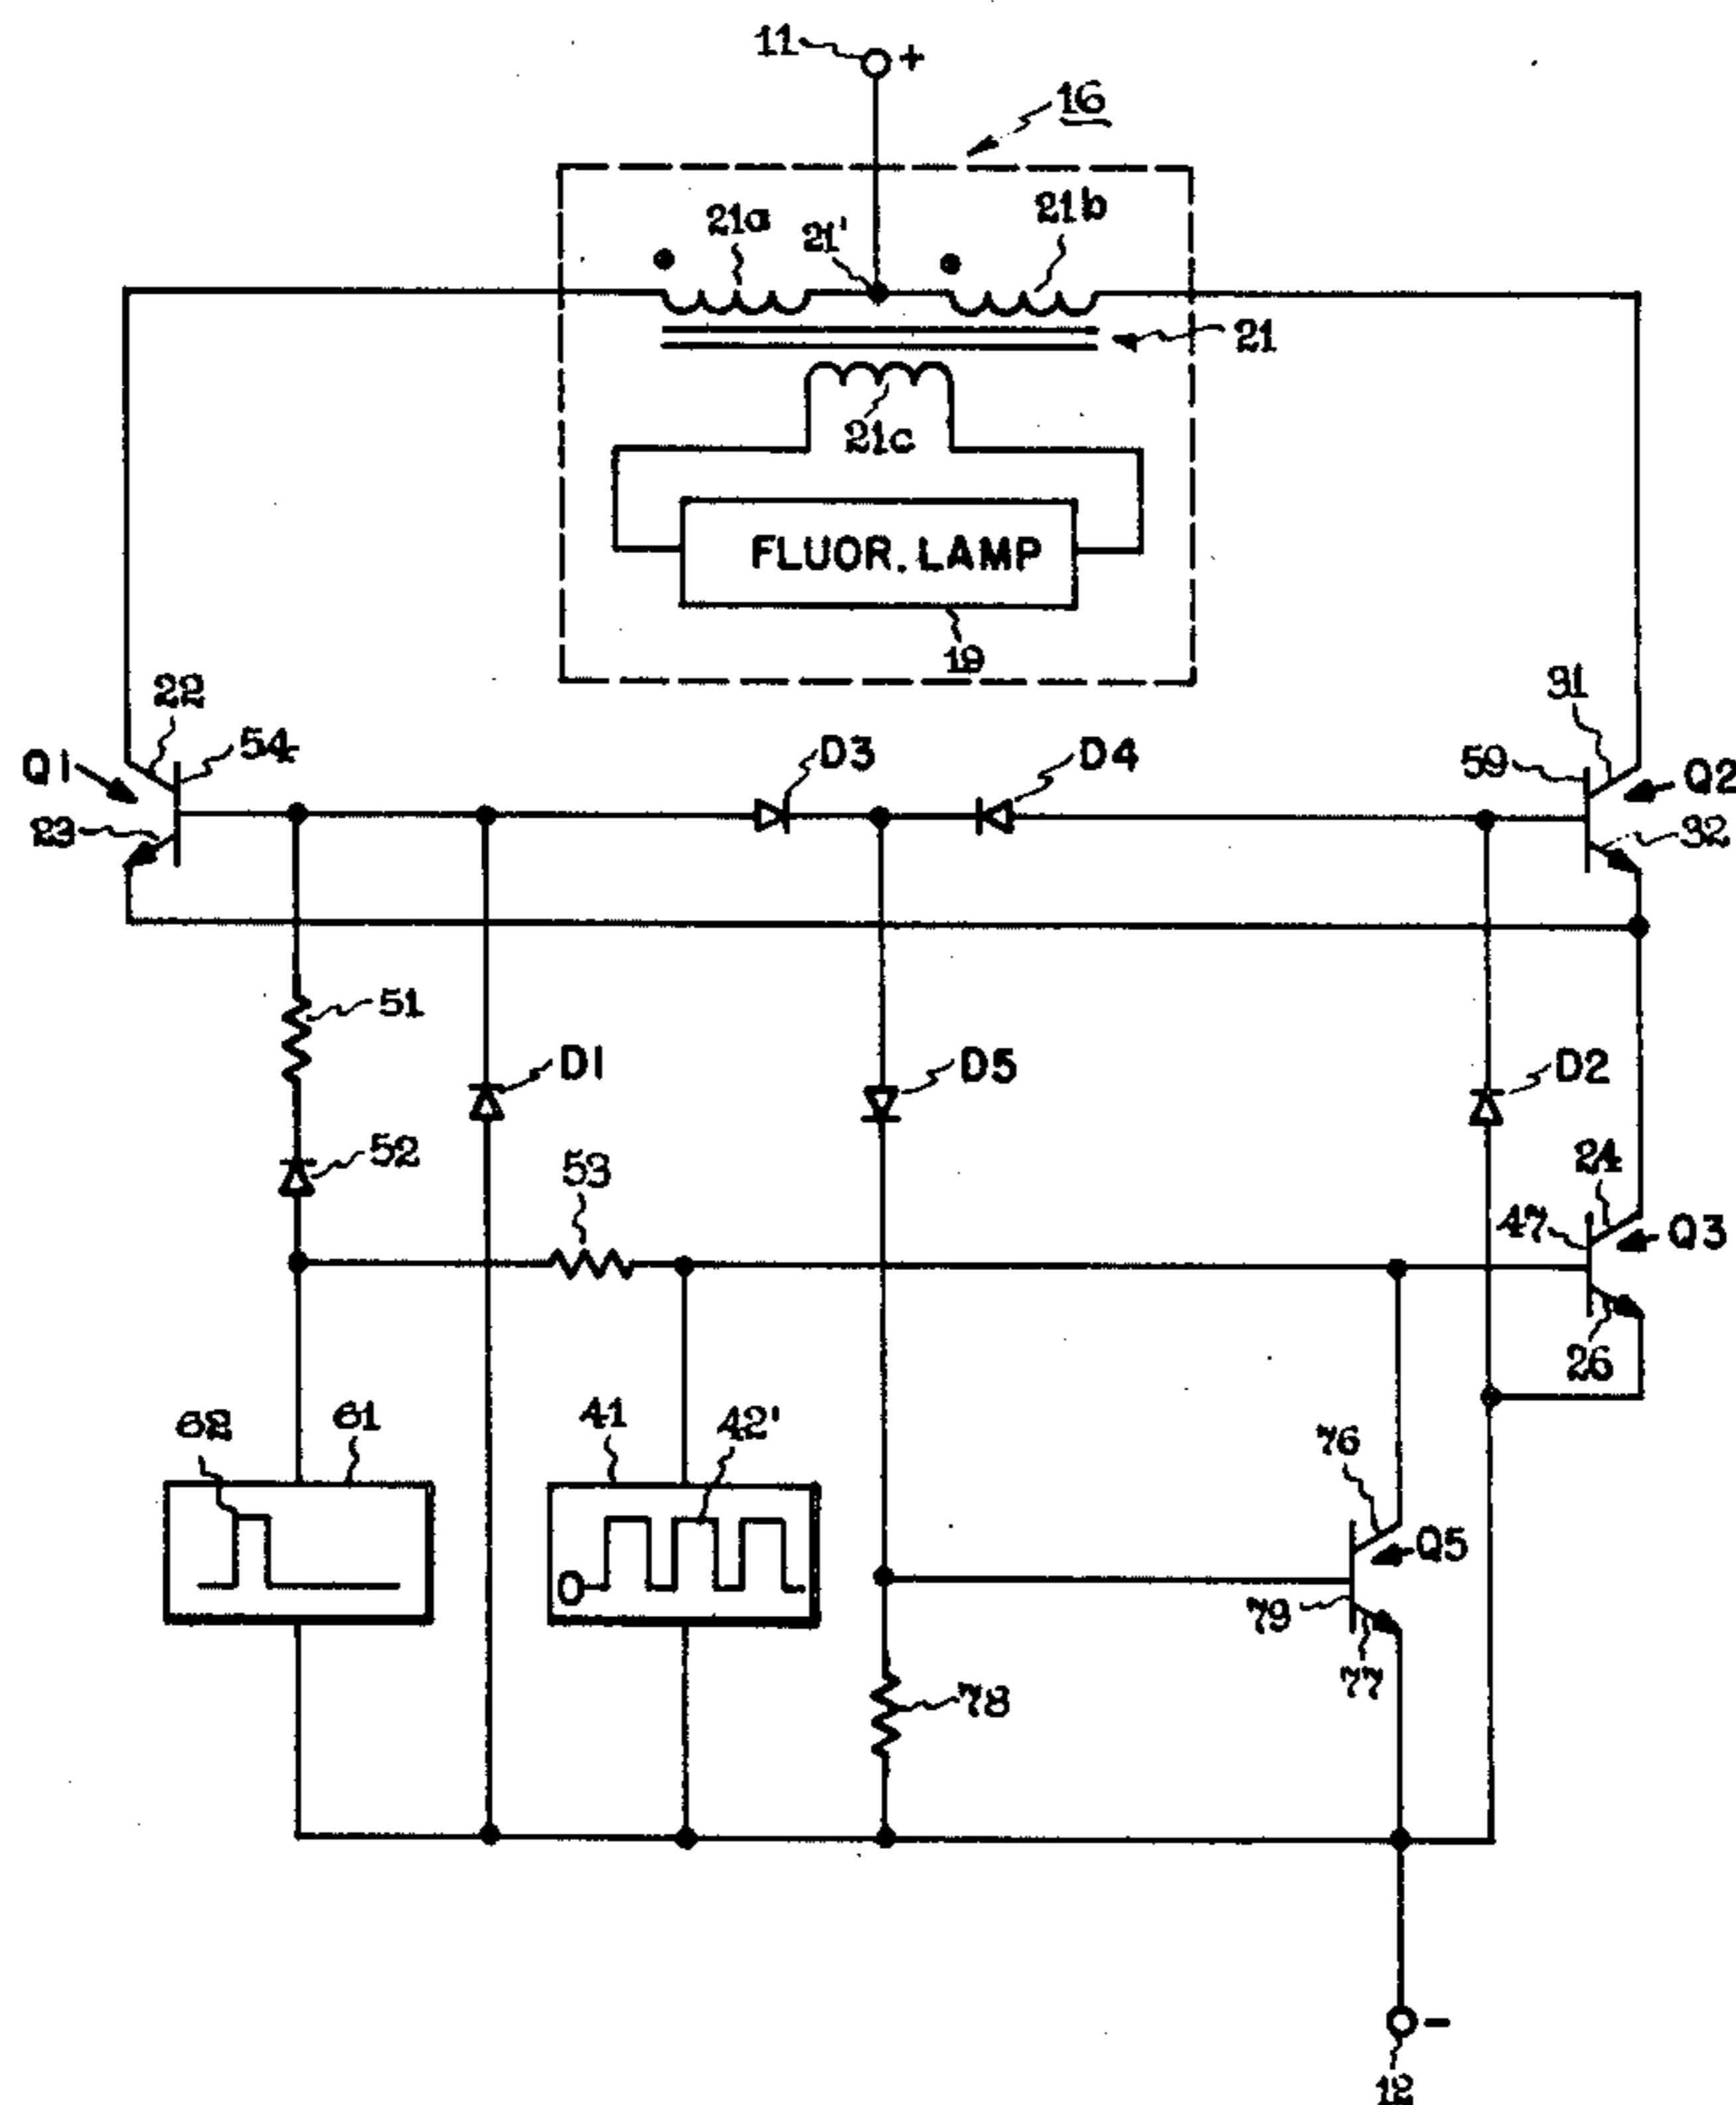 11 +
16
21a 21' 21b
21
21c
FLUOR. LAMP
19
22 54 Q1 23
D3 D4
31 59 Q2 32
51 D1 D5 D2
52 53
24 47 Q3 26
62 61
41 42'
0
76 Q5 79 77
78
-
12